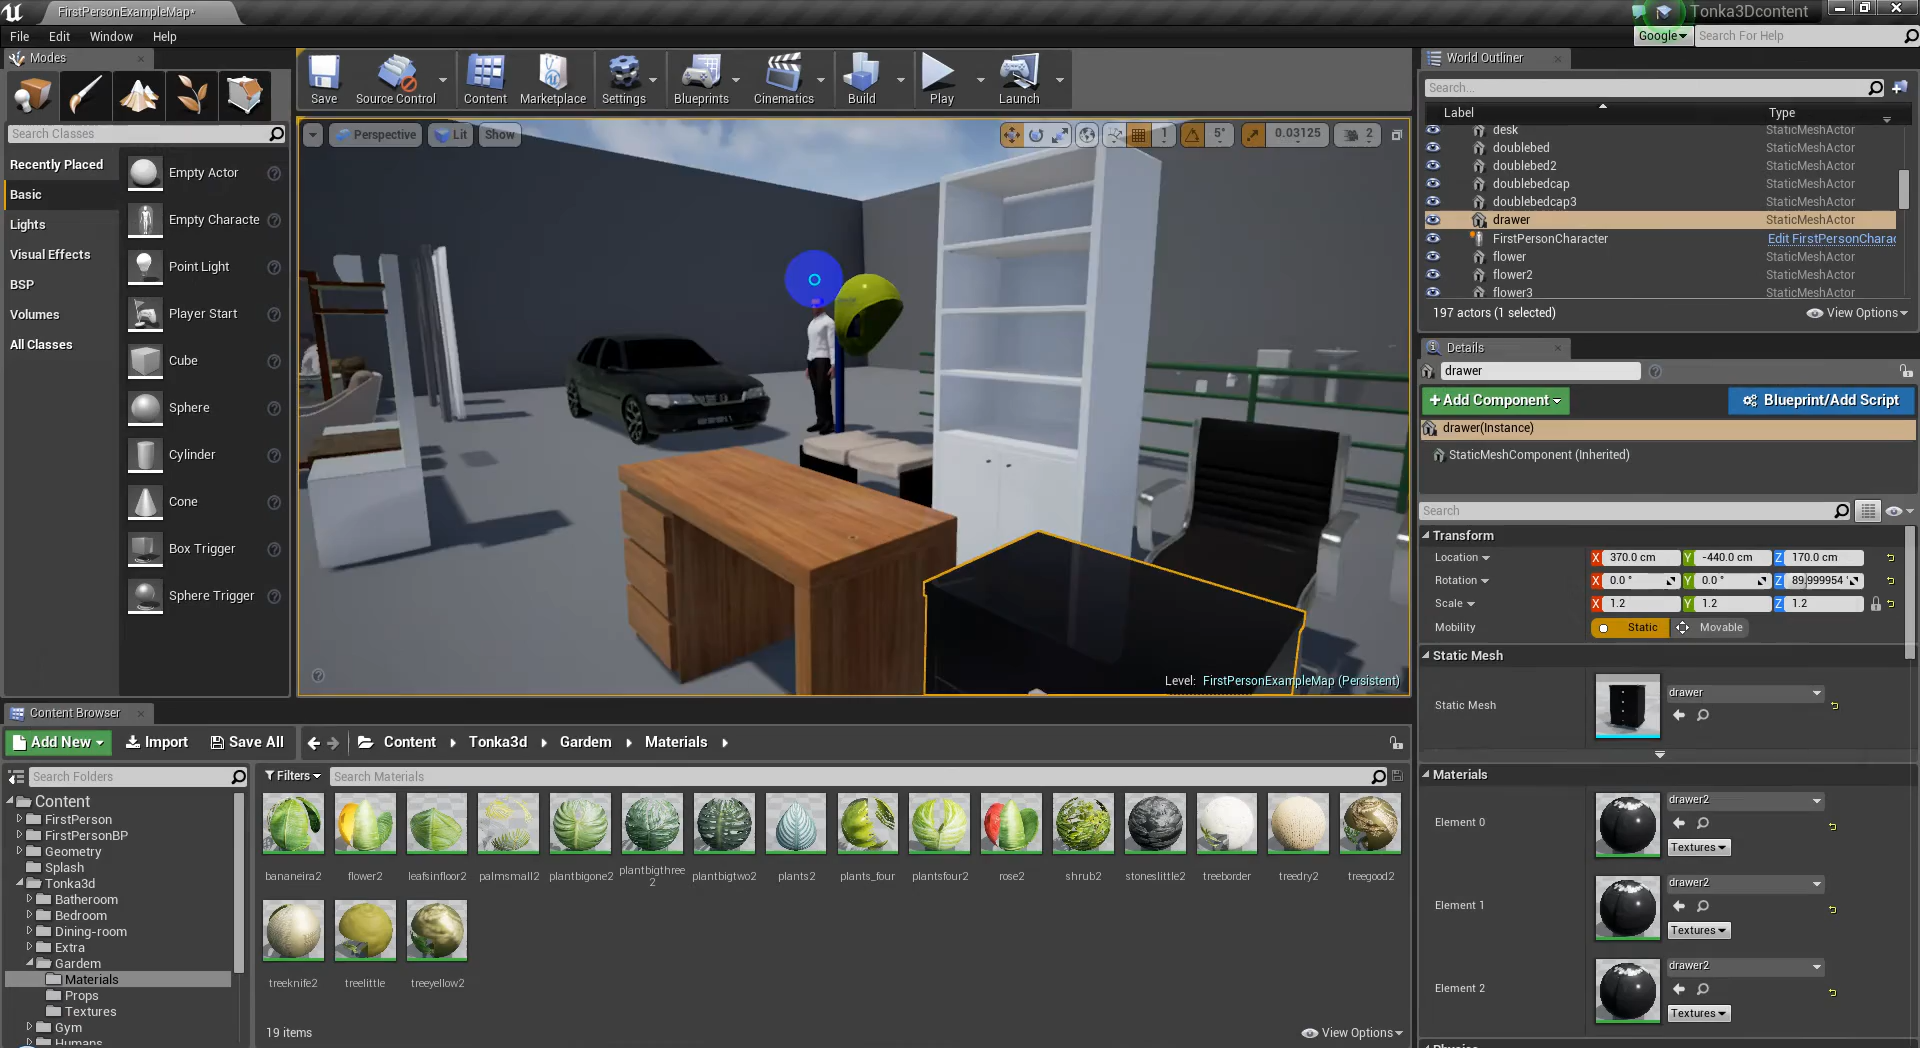 FirstPersonExampleMap*
Tonka3Dcontent
File Edit Window Help
Google Search For Help
Modes
Search Classes
Recently Placed
Basic
Lights
Visual Effects
BSP
Volumes
All Classes
Empty Actor
Empty Characte
Point Light
Player Start
Cube
Sphere
Cylinder
Cone
Box Trigger
Sphere Trigger
Save Source Control Content Marketplace Settings Blueprints Cinematics Build Play Launch
Perspective Lit Show
1 5° 0.03125 2
Level: FirstPersonExampleMap (Persistent)
World Outliner
Search...
Label Type
desk StaticMeshActor
doublebed StaticMeshActor
doublebed2 StaticMeshActor
doublebedcap StaticMeshActor
doublebedcap3 StaticMeshActor
drawer StaticMeshActor
FirstPersonCharacter Edit FirstPersonCharac
flower StaticMeshActor
flower2 StaticMeshActor
flower3 StaticMeshActor
197 actors (1 selected) View Options
Details
drawer
+Add Component Blueprint/Add Script
drawer(Instance)
StaticMeshComponent (Inherited)
Search
Transform
Location X 370.0 cm Y -440.0 cm Z 170.0 cm
Rotation X 0.0 ° Y 0.0 ° Z 89.999954 °
Scale X 1.2 Y 1.2 Z 1.2
Mobility Static Movable
Static Mesh
Static Mesh drawer
Materials
Element 0 drawer2
Textures
Element 1 drawer2
Textures
Element 2 drawer2
Textures
Content Browser
Add New Import Save All Content Tonka3d Gardem Materials
Search Folders
Content
FirstPerson
FirstPersonBP
Geometry
Splash
Tonka3d
Batheroom
Bedroom
Dining-room
Extra
Gardem
Materials
Props
Textures
Gym
Humans
Filters Search Materials
bananeira2 flower2 leafsinfloor2 palmsmall2 plantbigone2 plantbigthree2 plantbigtwo2 plants2 plants_four plantsfour2 rose2 shrub2 stoneslittle2 treeborder treedry2 treegood2
treeknife2 treelittle treeyellow2
19 items View Options